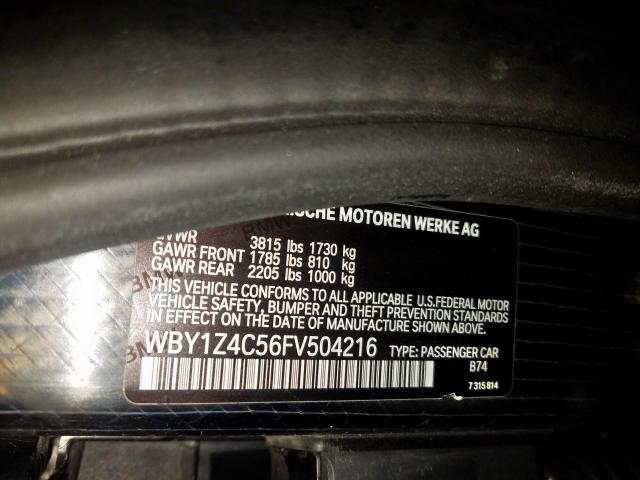 MOTOREN WERKE AG
GVWR 3815 lbs 1730 kg
GAWR FRONT 1785 lbs 810 kg
GAWR REAR 2205 lbs 1000 kg
THIS VEHICLE CONFORMS TO ALL APPLICABLE U.S.FEDERAL MOTOR
VEHICLE SAFETY, BUMPER AND THEFT PREVENTION STANDARDS
IN EFFECT ON THE DATE OF MANUFACTURE SHOWN ABOVE.
WBY1Z4C56FV504216 TYPE: PASSENGER CAR
B74
7 315 814